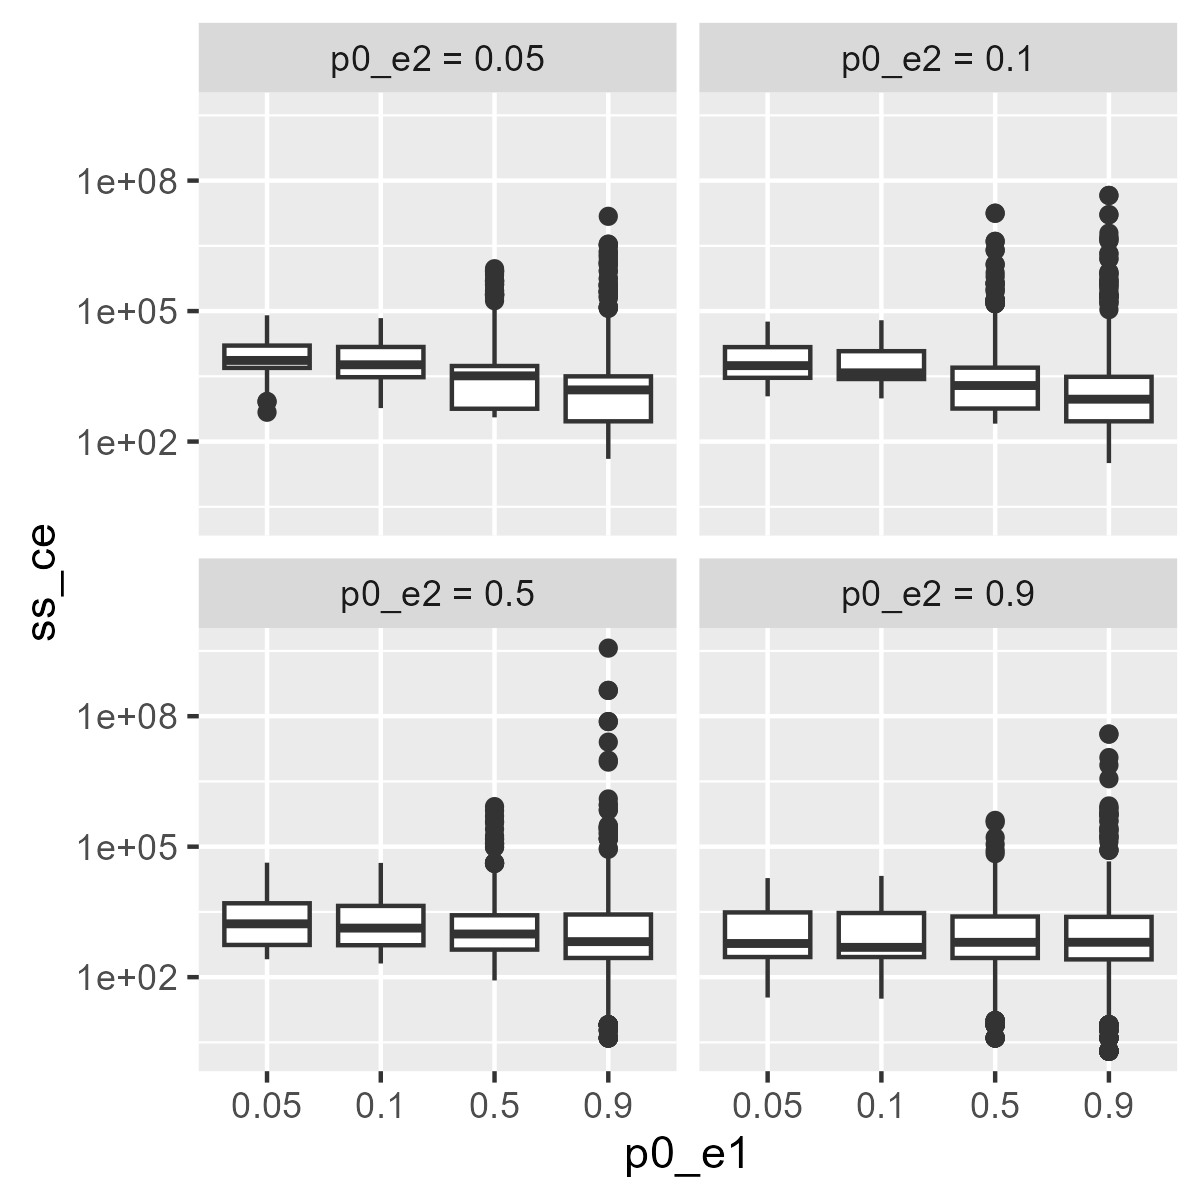 p0_e2 = 0.05
p0_e2 = 0.1
1e+08
1e+05
1e+02
ss_ce
p0_e2 = 0.5
p0_e2 = 0.9
1e+08
1e+05
1e+02
0.05 0.1 0.5 0.9
0.05 0.1 0.5 0.9
p0_e1